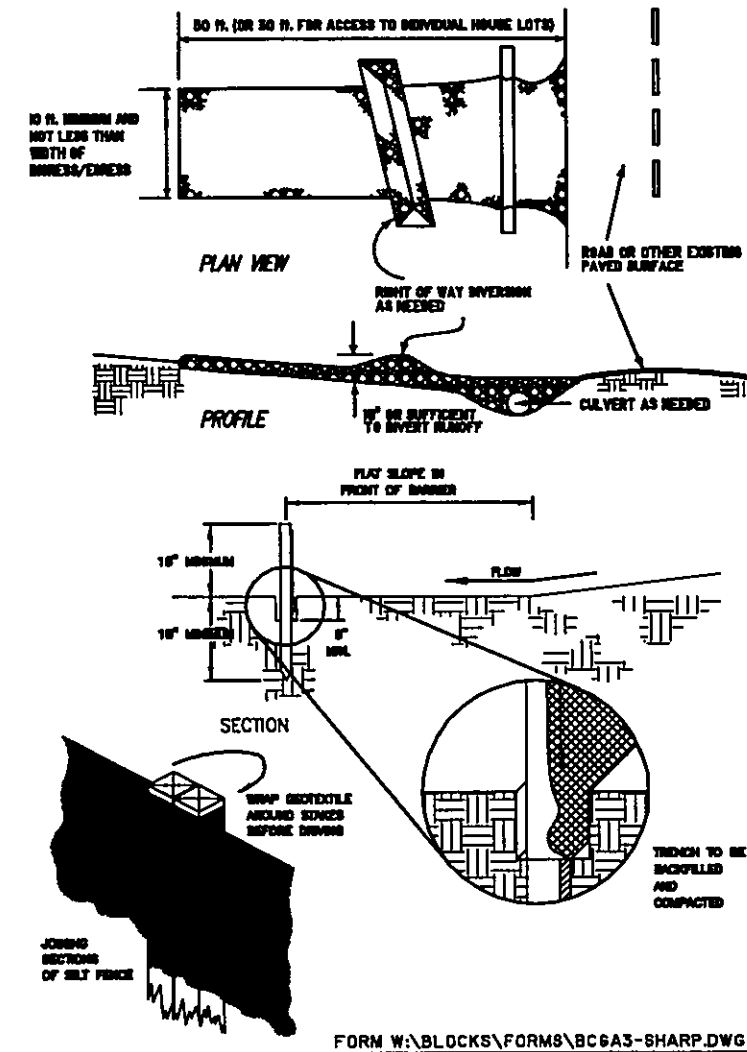 50 ft. (OR 30 ft. FOR ACCESS TO INDIVIDUAL HOUSE LOTS)
10 ft. MINIMUM AND
NOT LESS THAN
WIDTH OF
INGRESS/EGRESS
PLAN VIEW
ROAD OR OTHER EXISTING
PAVED SURFACE
RIGHT OF WAY DIVERSION
AS NEEDED
PROFILE
18" OR SUFFICIENT
TO DIVERT RUNOFF
CULVERT AS NEEDED
FLAT SLOPE IN
FRONT OF BARRIER
MINIMUM
FLOW
MINIMUM
MIN.
SECTION
WRAP GEOTEXTILE
AROUND STAKES
BEFORE DRIVING
TRENCH TO BE
BACKFILLED
AND
COMPACTED
JOINING
SECTIONS
OF SILT FENCE
FORM W:\BLOCKS\FORMS\BCGA3-SHARP.DWG